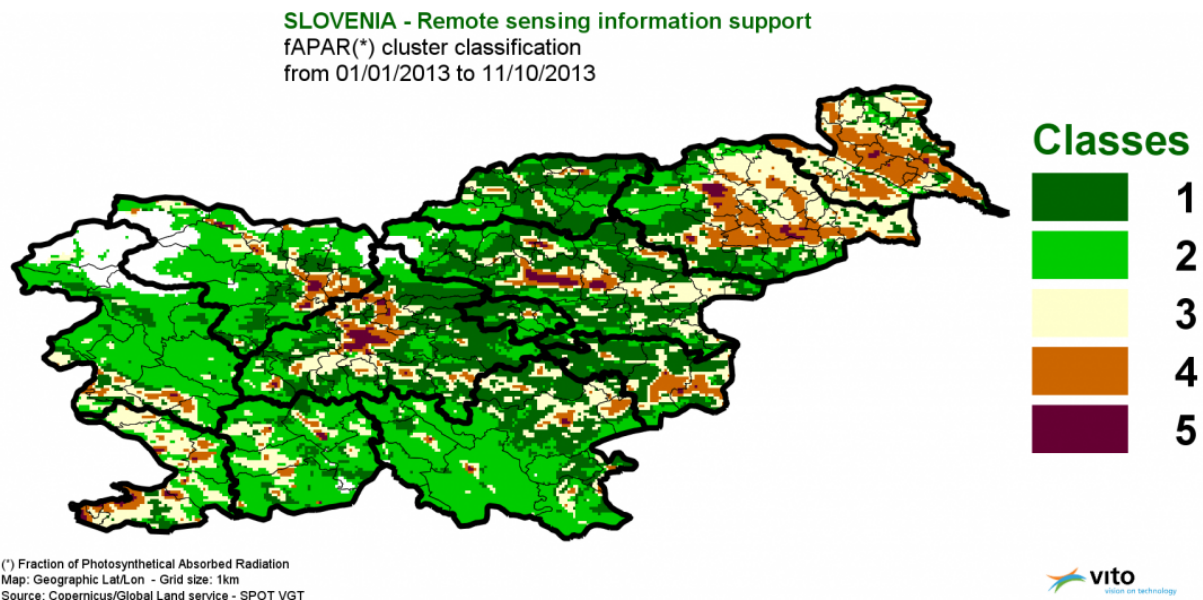 SLOVENIA - Remote sensing information support
fAPAR(*) cluster classification
from 01/01/2013 to 11/10/2013
Classes
1
2
3
4
5
(*) Fraction of Photosynthetical Absorbed Radiation
Map: Geographic Lat/Lon - Grid size: 1km
Source: Copernicus/Global Land service - SPOT VGT
vito
vision on technology